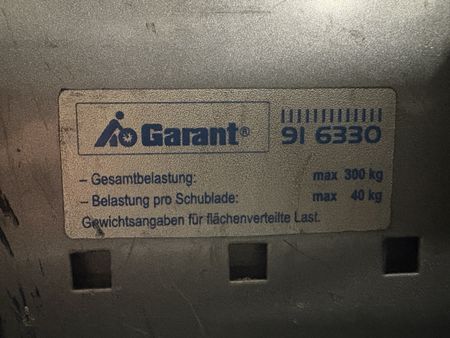 Garant®
91 6330
– Gesamtbelastung: max 300 kg
– Belastung pro Schublade: max 40 kg
Gewichtsangaben für flächenverteilte Last.